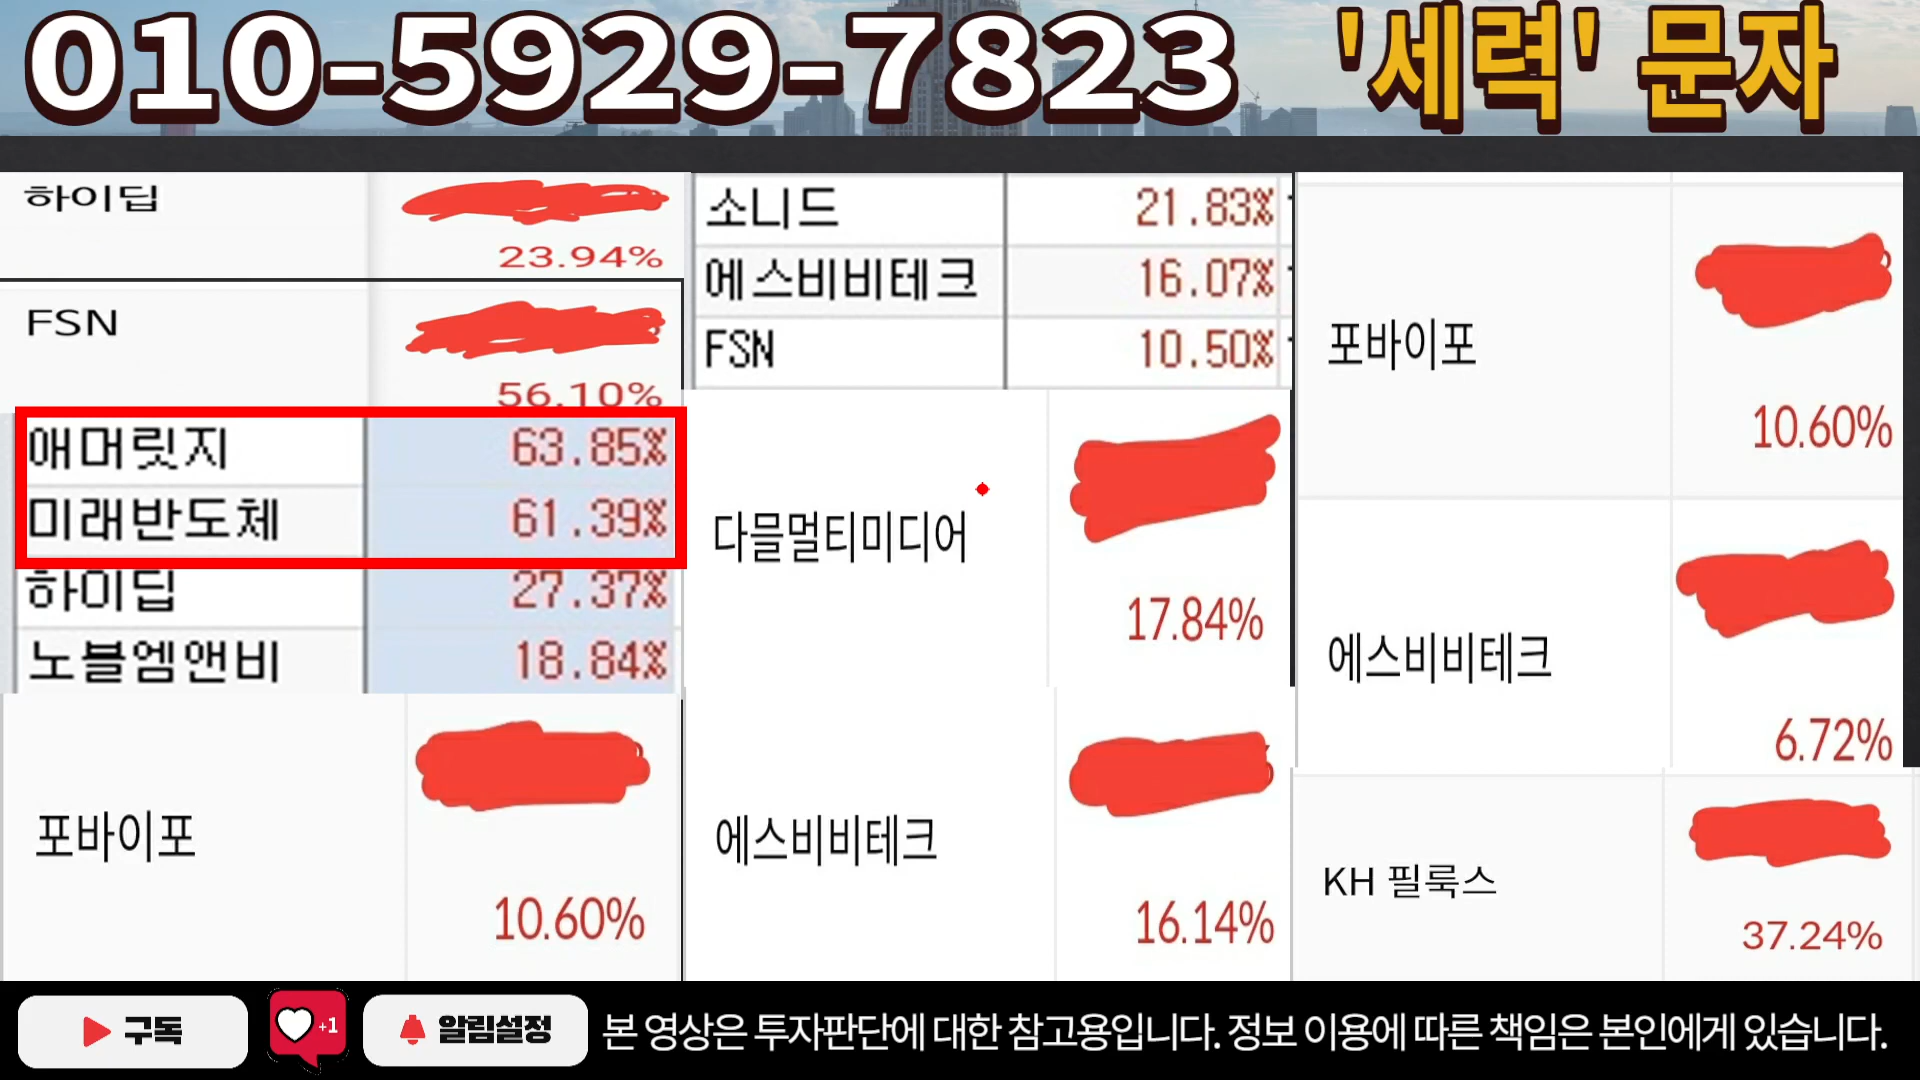 010-5929-7823 '세력' 문자
하이딥
23.94%
FSN
56.10%
애머릿지 63.85%
미래반도체 61.39%
하이딥 27.37%
노블엠앤비 18.84%
포바이포
10.60%
소니드 21.83%
에스비비테크 16.07%
FSN 10.50%
다믈멀티미디어
17.84%
에스비비테크
16.14%
포바이포
10.60%
에스비비테크
6.72%
KH 필룩스
37.24%
구독 +1 알림설정 본 영상은 투자판단에 대한 참고용입니다. 정보 이용에 따른 책임은 본인에게 있습니다.